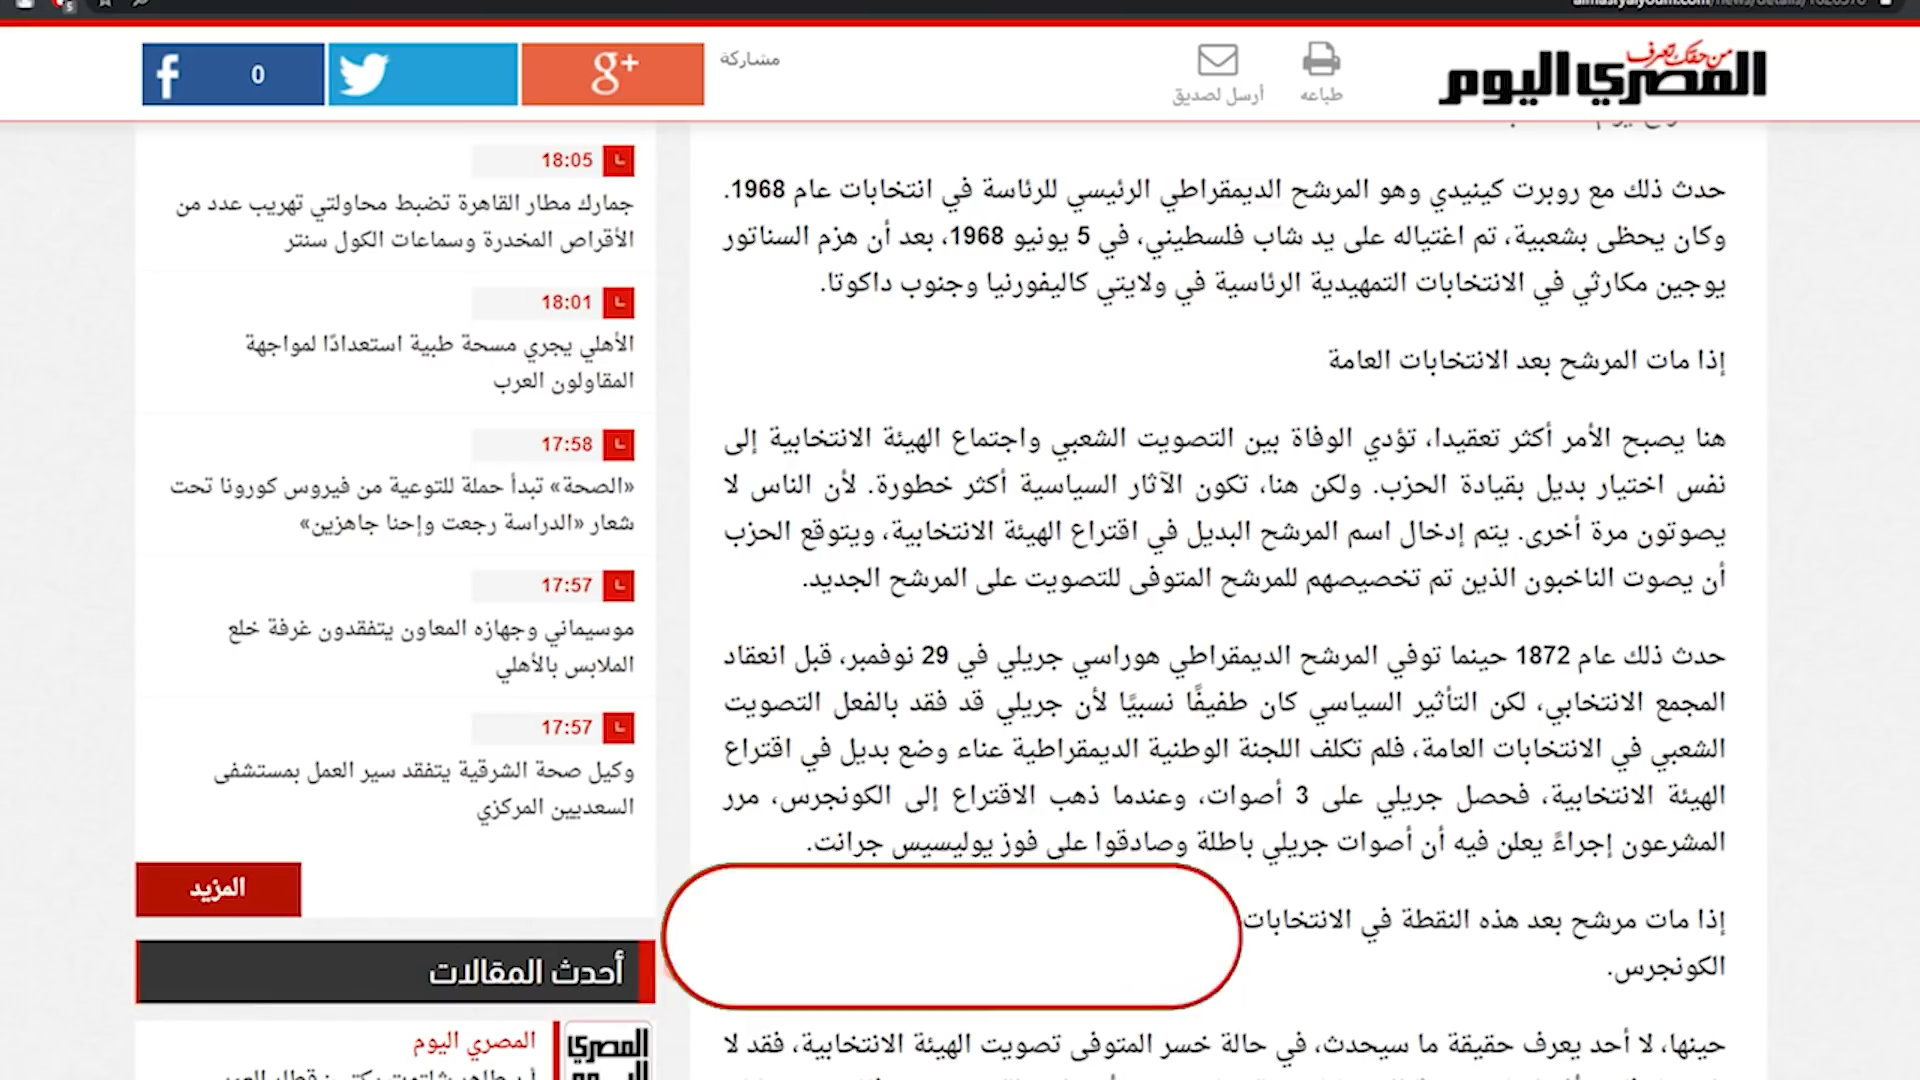 0
مشاركة
أرسل لصديق
طباعه
من حقك تعرف
المصري اليوم
18:05
جمارك مطار القاهرة تضبط محاولتي تهريب عدد من
الأقراص المخدرة وسماعات الكول سنتر
18:01
الأهلي يجري مسحة طبية استعدادًا لمواجهة
المقاولون العرب
17:58
«الصحة» تبدأ حملة للتوعية من فيروس كورونا تحت
شعار «الدراسة رجعت وإحنا جاهزين»
17:57
موسيماني وجهازه المعاون يتفقدون غرفة خلع
الملابس بالأهلي
17:57
وكيل صحة الشرقية يتفقد سير العمل بمستشفى
السعديين المركزي
المزيد
أحدث المقالات
المصري اليوم
المصري
حدث ذلك مع روبرت كينيدي وهو المرشح الديمقراطي الرئيسي للرئاسة في انتخابات عام 1968.
وكان يحظى بشعبية، تم اغتياله على يد شاب فلسطيني، في 5 يونيو 1968، بعد أن هزم السناتور
يوجين مكارثي في الانتخابات التمهيدية الرئاسية في ولايتي كاليفورنيا وجنوب داكوتا.
إذا مات المرشح بعد الانتخابات العامة
هنا يصبح الأمر أكثر تعقيدا، تؤدي الوفاة بين التصويت الشعبي واجتماع الهيئة الانتخابية إلى
نفس اختيار بديل بقيادة الحزب. ولكن هنا، تكون الآثار السياسية أكثر خطورة. لأن الناس لا
يصوتون مرة أخرى. يتم إدخال اسم المرشح البديل في اقتراع الهيئة الانتخابية، ويتوقع الحزب
أن يصوت الناخبون الذين تم تخصيصهم للمرشح المتوفى للتصويت على المرشح الجديد.
حدث ذلك عام 1872 حينما توفي المرشح الديمقراطي هوراسي جريلي في 29 نوفمبر، قبل انعقاد
المجمع الانتخابي، لكن التأثير السياسي كان طفيفًا نسبيًا لأن جريلي قد فقد بالفعل التصويت
الشعبي في الانتخابات العامة، فلم تكلف اللجنة الوطنية الديمقراطية عناء وضع بديل في اقتراع
الهيئة الانتخابية، فحصل جريلي على 3 أصوات، وعندما ذهب الاقتراع إلى الكونجرس، مرر
المشرعون إجراءً يعلن فيه أن أصوات جريلي باطلة وصادقوا على فوز يوليسيس جرانت.
إذا مات مرشح بعد هذه النقطة في الانتخابات
الكونجرس.
حينها، لا أحد يعرف حقيقة ما سيحدث، في حالة خسر المتوفى تصويت الهيئة الانتخابية، فقد لا